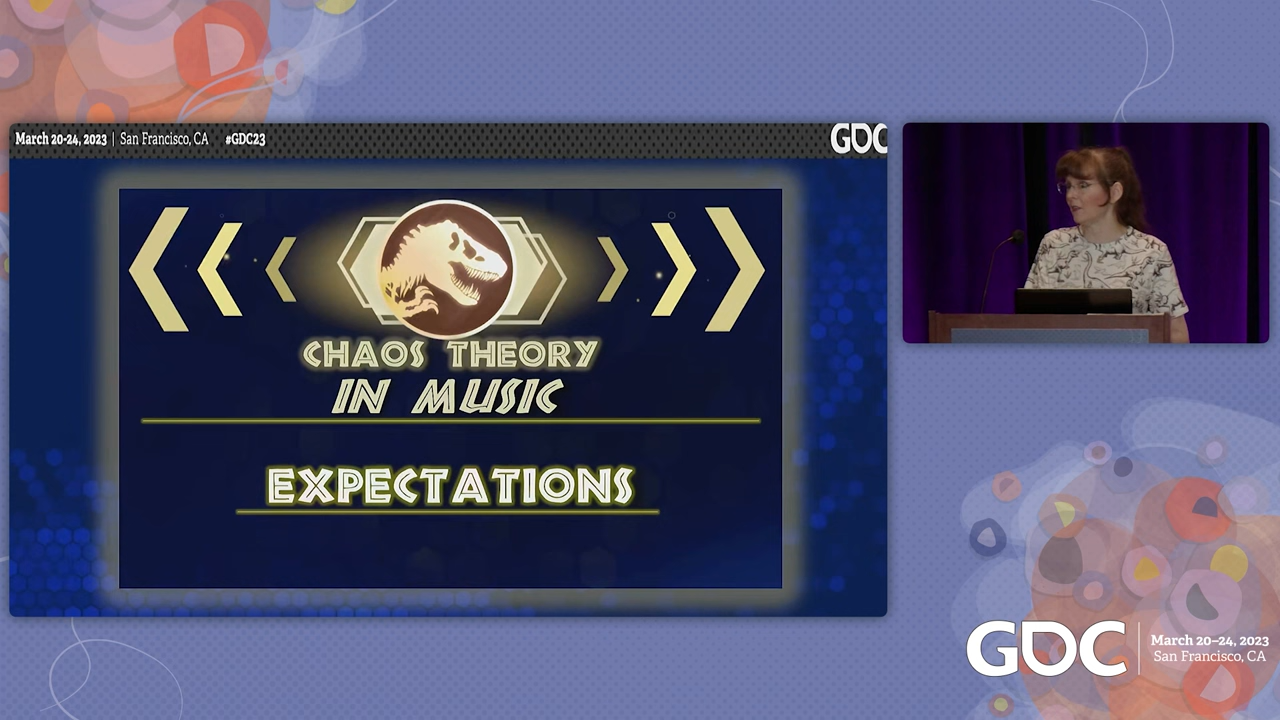 March 20-24, 2023 | San Francisco, CA #GDC23
GDC
CHAOS THEORY
IN MUSIC
EXPECTATIONS
GDC
March 20–24, 2023
San Francisco, CA